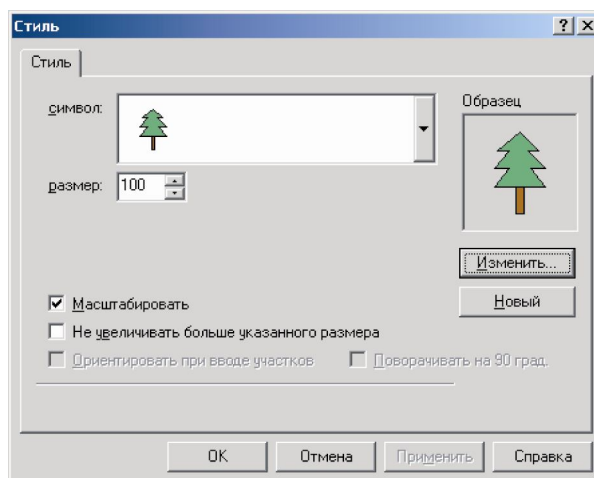 Стиль
Стиль
символ:
Образец
размер: 100
Изменить...
Масштабировать
Новый
Не увеличивать больше указанного размера
Ориентировать при вводе участков Поворачивать на 90 град.
OK Отмена Применить Справка